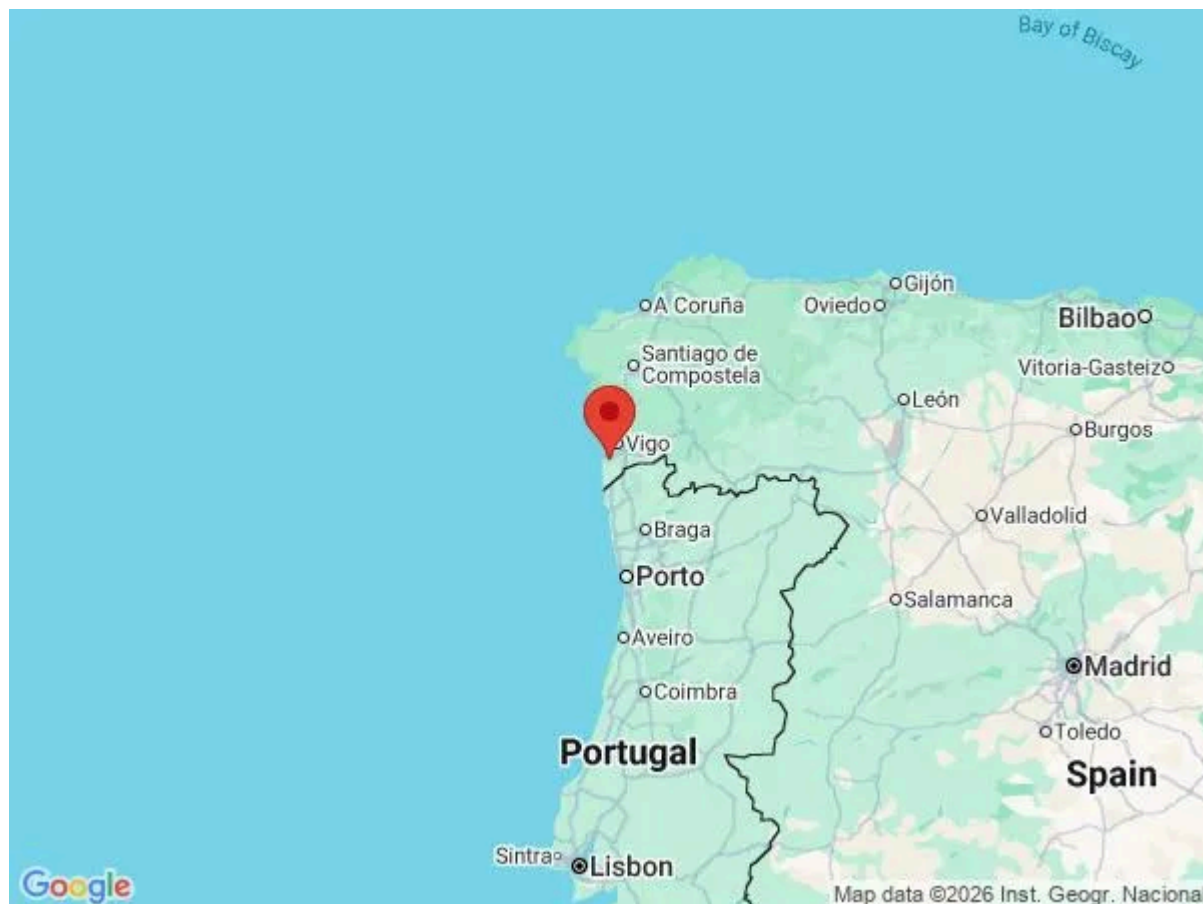 Bay of Biscay
Gijón
A Coruña
Oviedo
Bilbao
Santiago de
Compostela
Vitoria-Gasteiz
León
Burgos
Vigo
Valladolid
Braga
Porto
Salamanca
Aveiro
Madrid
Coimbra
Toledo
Portugal
Spain
Sintra
Lisbon
Google
Map data ©2026 Inst. Geogr. Nacional